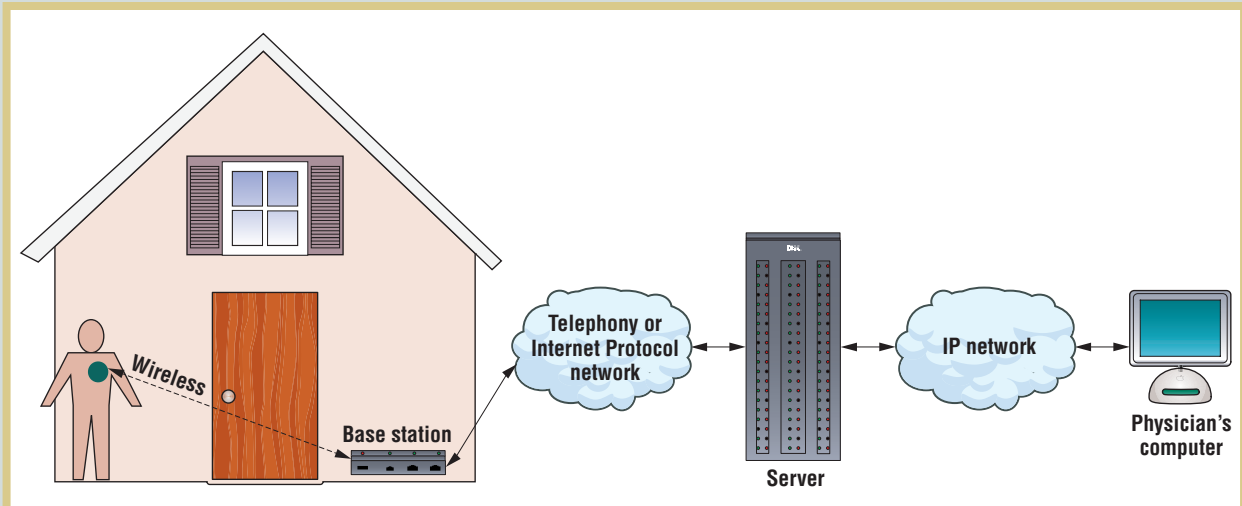 Wireless
Base station
Telephony or
Internet Protocol
network
Server
IP network
Physician's
computer